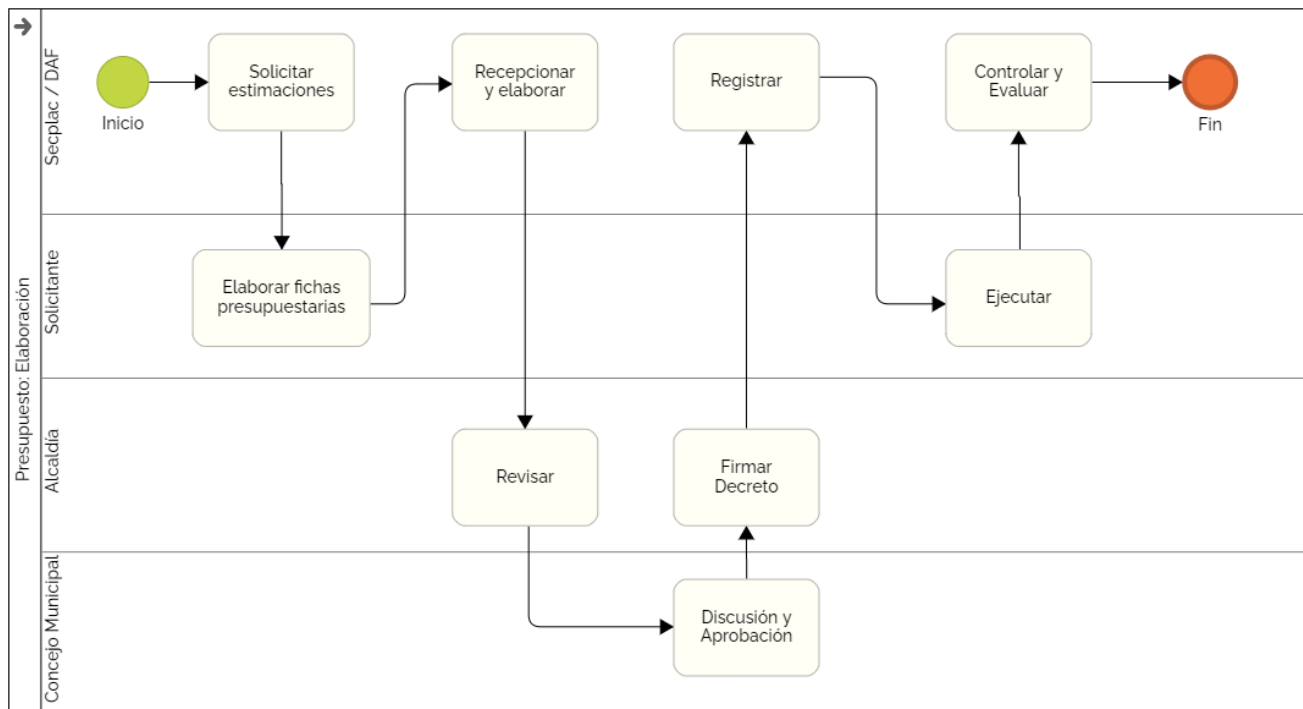 Presupuesto: Elaboración
Secplac / DAF
Inicio
Solicitar
estimaciones
Recepcionar
y elaborar
Registrar
Controlar y
Evaluar
Fin
Solicitante
Elaborar fichas
presupuestarias
Ejecutar
Alcaldía
Revisar
Firmar
Decreto
Concejo Municipal
Discusión y
Aprobación